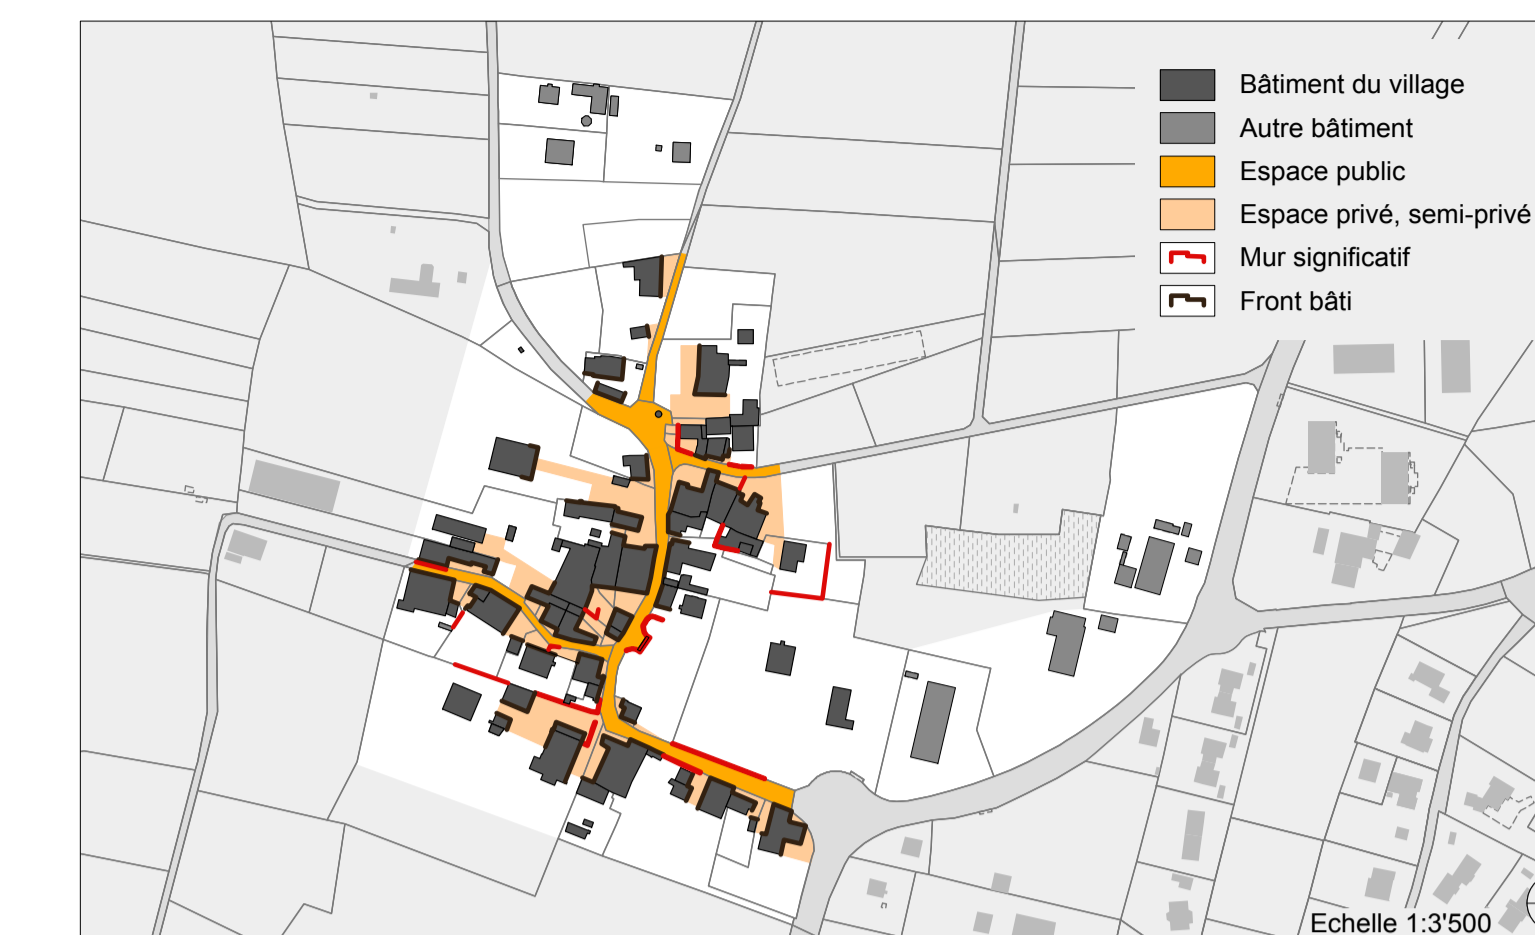 Bâtiment du village
Autre bâtiment
Espace public
Espace privé, semi-privé
Mur significatif
Front bâti
Echelle 1:3'500